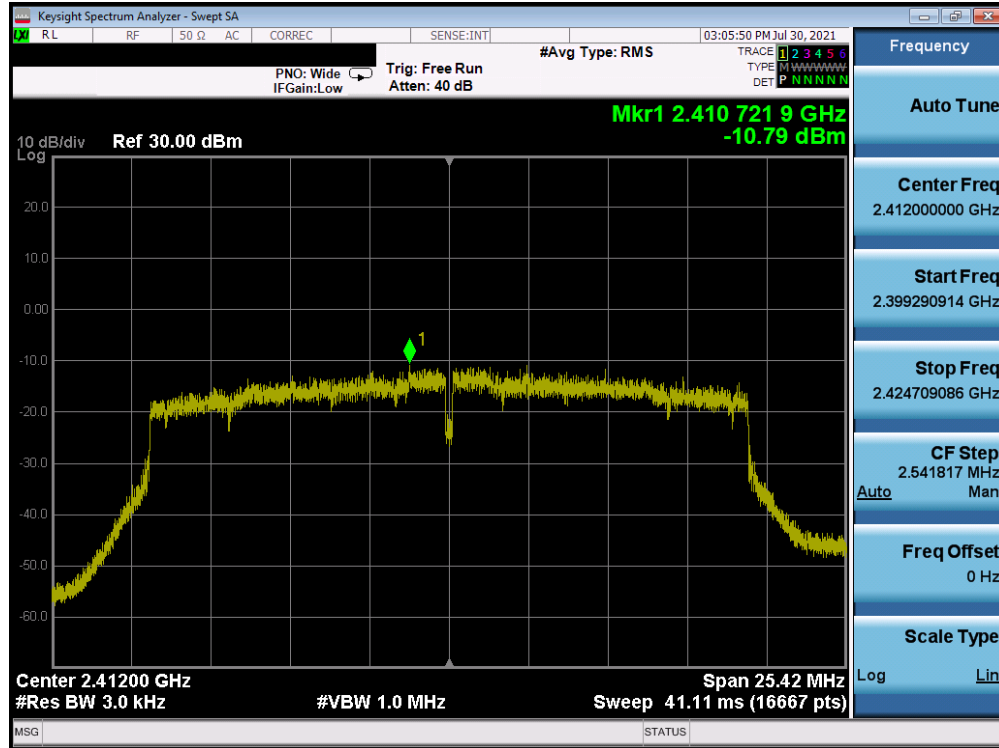 Keysight Spectrum Analyzer - Swept SA
LXI RL RF 50 Ω AC CORREC SENSE:INT 03:05:50 PM Jul 30, 2021
#Avg Type: RMS TRACE 1 2 3 4 5 6
PNO: Wide Trig: Free Run TYPE M WWWWW
IFGain:Low Atten: 40 dB DET P N N N N N
Mkr1 2.410 721 9 GHz
-10.79 dBm
10 dB/div Ref 30.00 dBm
Log
20.0
10.0
0.00
1
-10.0
-20.0
-30.0
-40.0
-50.0
-60.0
Center 2.41200 GHz Span 25.42 MHz
#Res BW 3.0 kHz #VBW 1.0 MHz Sweep 41.11 ms (16667 pts)
MSG STATUS
Frequency
Auto Tune
Center Freq
2.412000000 GHz
Start Freq
2.399290914 GHz
Stop Freq
2.424709086 GHz
CF Step
2.541817 MHz
Auto Man
Freq Offset
0 Hz
Scale Type
Log Lin